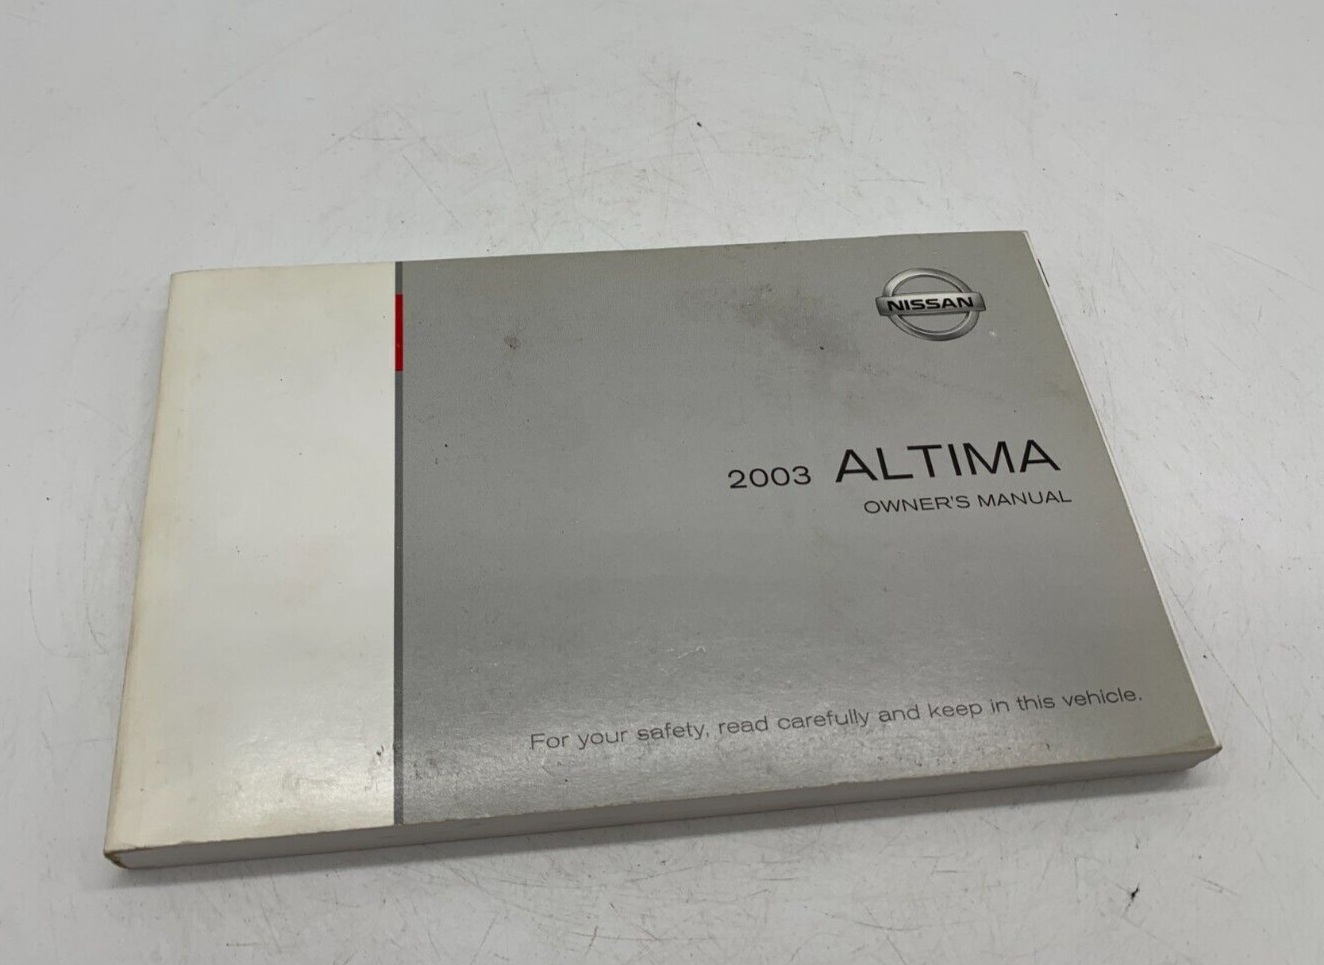 NISSAN
2003 ALTIMA
OWNER'S MANUAL
For your safety, read carefully and keep in this vehicle.